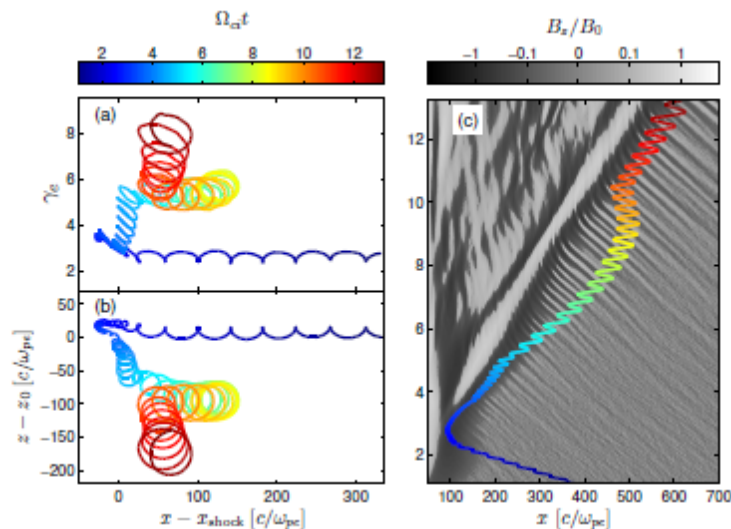 Ω_ci t
2 4 6 8 10 12
B_z/B_0
−1 −0.1 0 0.1 1
(a)
8
6
4
2
γ_e
(b)
50
0
−50
−100
−150
−200
z − z_0 [c/ω_pe]
0 100 200 300
x − x_shock [c/ω_pe]
(c)
12
10
8
6
4
2
100 200 300 400 500 600 700
x [c/ω_pe]